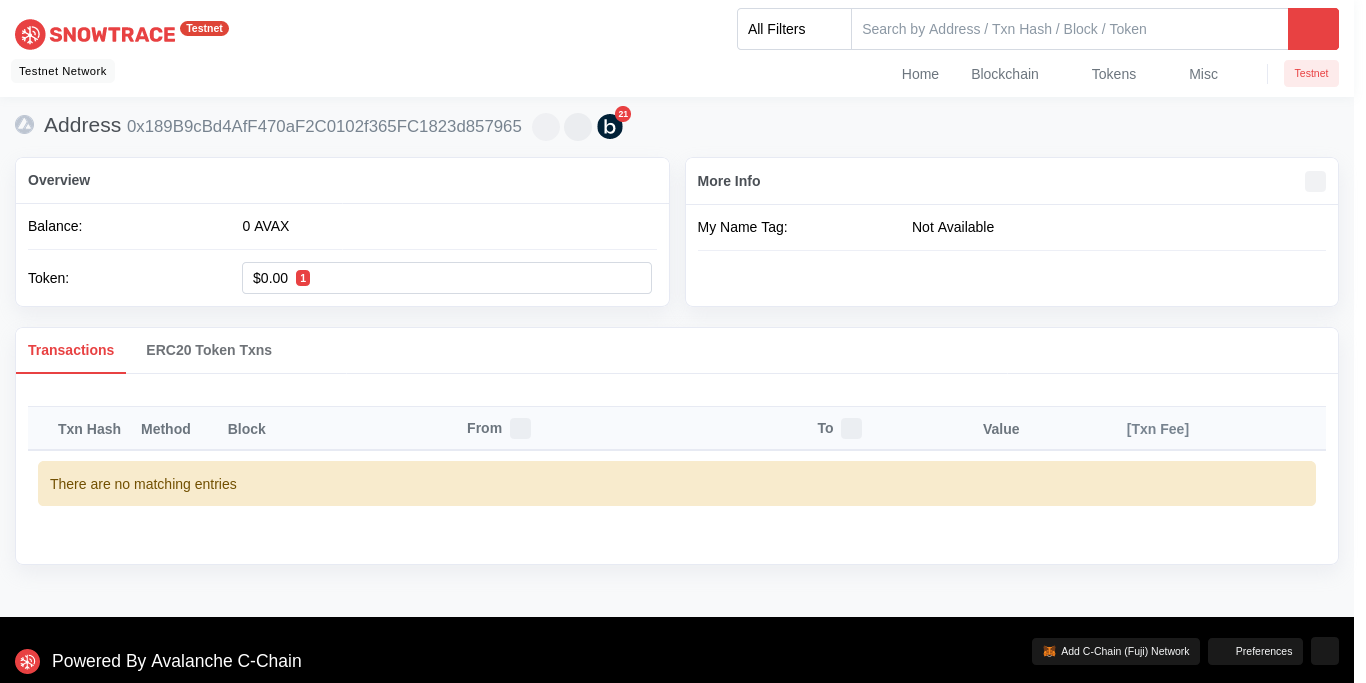 SNOWTRACE Testnet
All Filters Search by Address / Txn Hash / Block / Token
Testnet Network
Home Blockchain Tokens Misc Testnet
Address 0x189B9cBd4AfF470aF2C0102f365FC1823d857965 b 21
Overview
Balance: 0 AVAX
Token: $0.00 1
More Info
My Name Tag: Not Available
Transactions ERC20 Token Txns
Txn Hash Method Block From To Value [Txn Fee]
There are no matching entries
Powered By Avalanche C-Chain
Add C-Chain (Fuji) Network Preferences